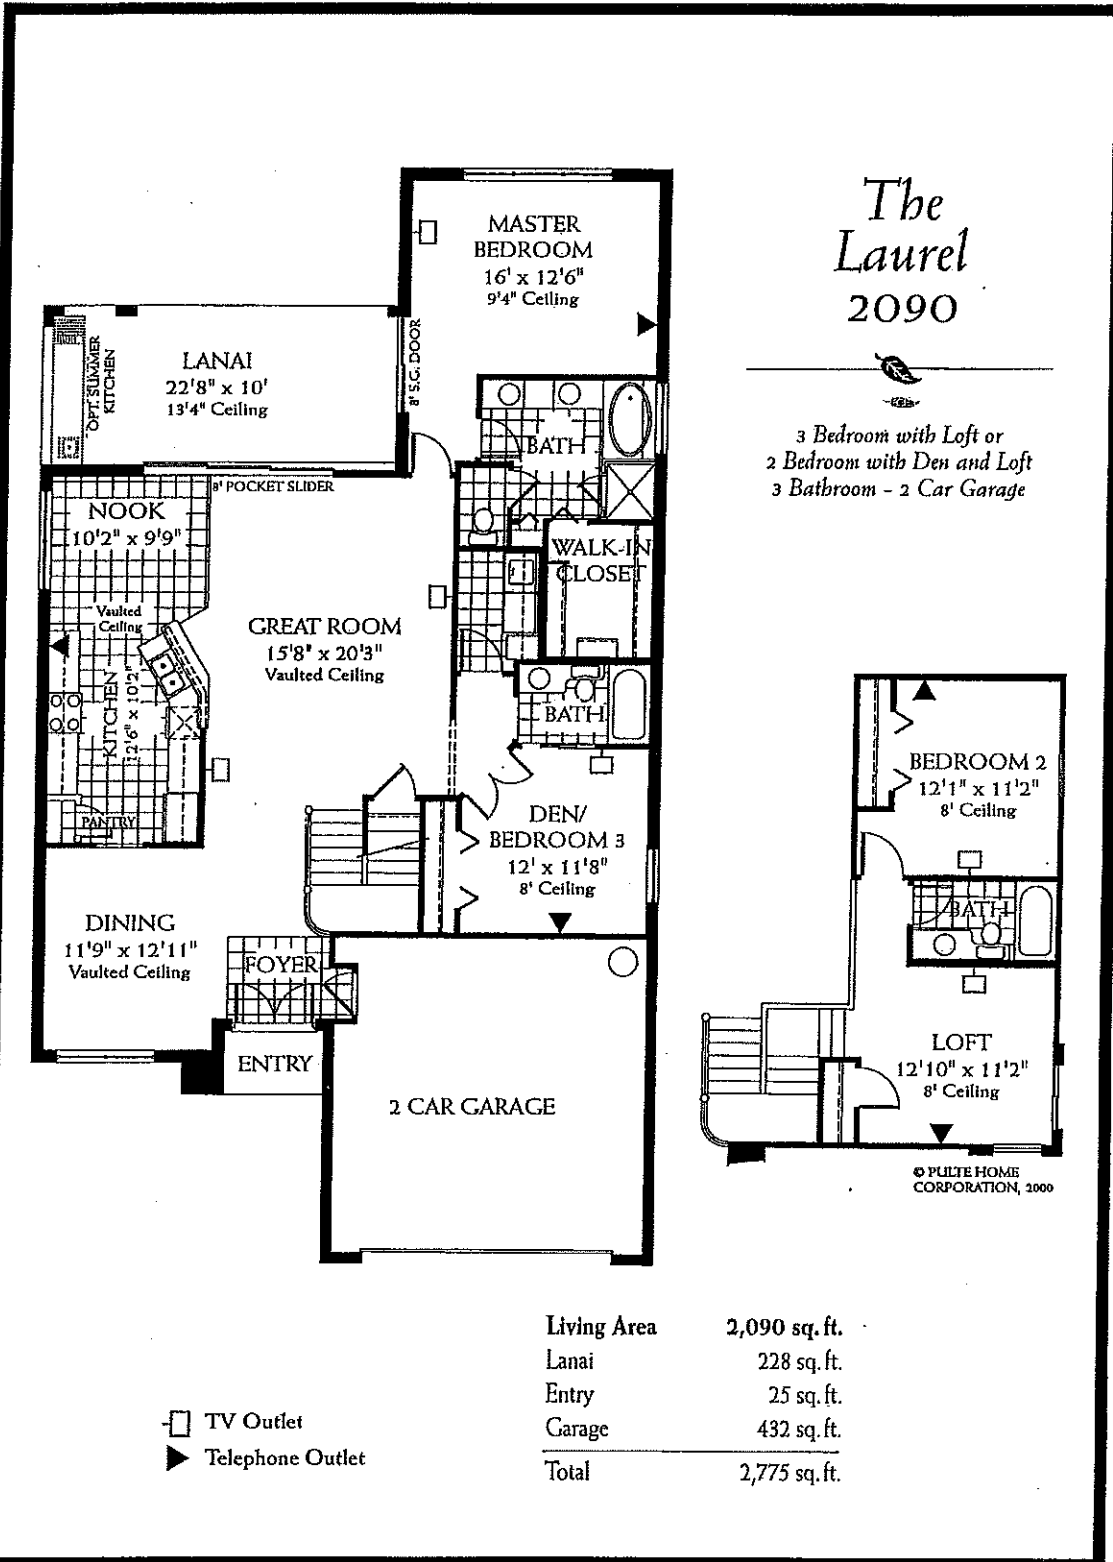 The
Laurel
2090
3 Bedroom with Loft or
2 Bedroom with Den and Loft
3 Bathroom - 2 Car Garage
MASTER
BEDROOM
16' x 12'6"
9'4" Ceiling
8' S.G. DOOR
LANAI
22'8" x 10'
13'4" Ceiling
OPT. SUMMER
KITCHEN
8' POCKET SLIDER
BATH
NOOK
10'2" x 9'9"
WALK-IN
CLOSET
Vaulted
Ceiling
GREAT ROOM
15'8" x 20'3"
Vaulted Ceiling
KITCHEN
12'6" x 10'2"
BATH
PANTRY
DEN/
BEDROOM 3
12' x 11'8"
8' Ceiling
DINING
11'9" x 12'11"
Vaulted Ceiling
FOYER
ENTRY
2 CAR GARAGE
BEDROOM 2
12'1" x 11'2"
8' Ceiling
BATH
LOFT
12'10" x 11'2"
8' Ceiling
© PULTE HOME
CORPORATION, 2000
Living Area 2,090 sq. ft.
Lanai 228 sq. ft.
Entry 25 sq. ft.
Garage 432 sq. ft.
Total 2,775 sq. ft.
TV Outlet
Telephone Outlet